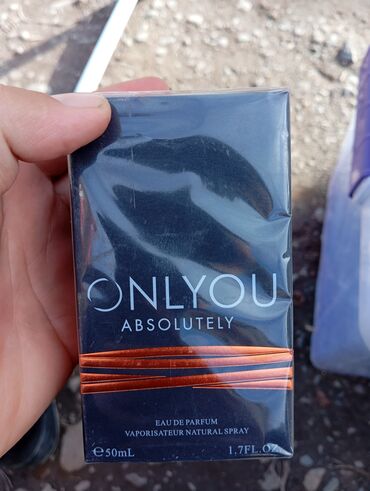 ONLYOU
ABSOLUTELY
EAU DE PARFUM
VAPORISATEUR NATURAL SPRAY
℮50mL 1.7FL.OZ